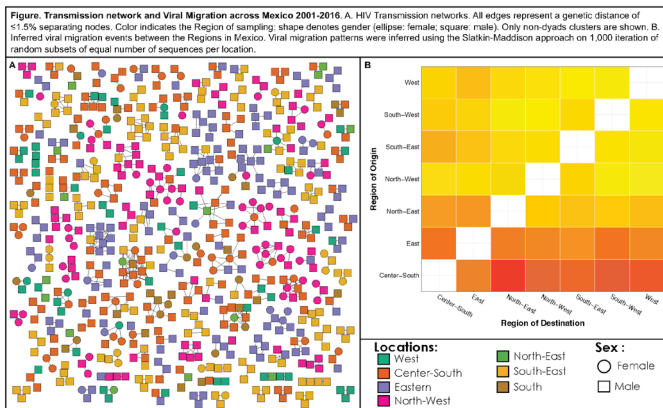 Figure. Transmission network and Viral Migration across Mexico 2001-2016. A. HIV Transmission networks. All edges represent a genetic distance of
≤1.5% separating nodes. Color indicates the Region of sampling; shape denotes gender (ellipse: female; square: male). Only non-dyads clusters are shown. B.
Inferred viral migration events between the Regions in Mexico. Viral migration patterns were inferred using the Slatkin-Maddison approach on 1,000 iteration of
random subsets of equal number of sequences per location.
A
B
Region of Origin
West
South-West
South-East
North-West
North-East
East
Center-South
Center-South
East
North-East
North-West
South-East
South-West
West
Region of Destination
Locations:
West
Center-South
Eastern
North-West
North-East
South-East
South
Sex :
Female
Male